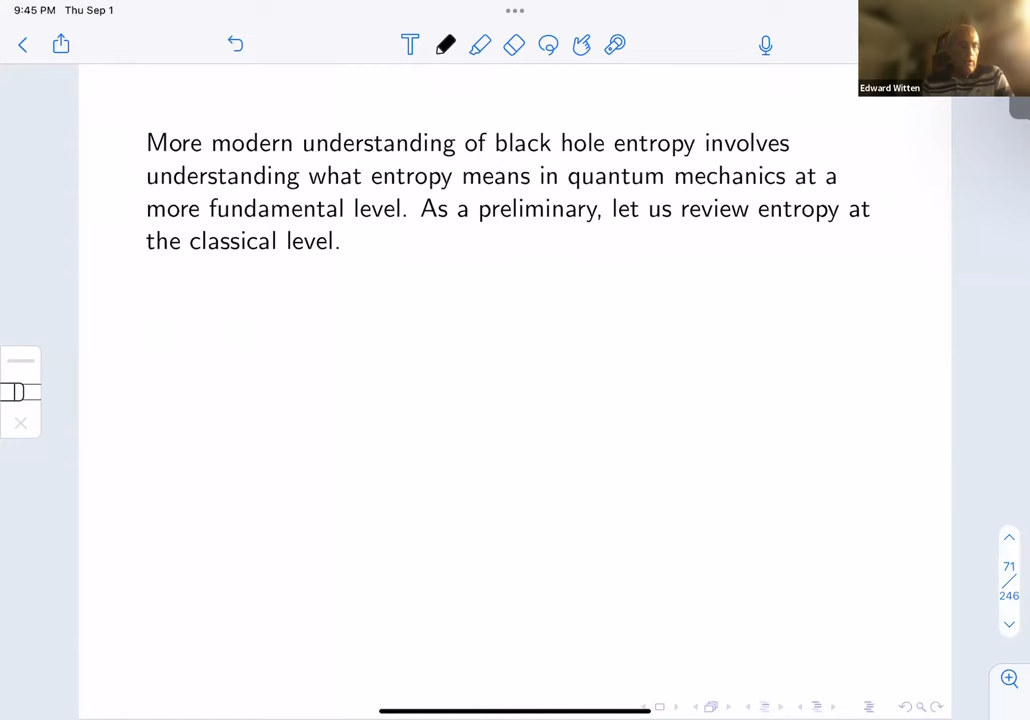 9:45 PM Thu Sep 1
T
Edward Witten
More modern understanding of black hole entropy involves
understanding what entropy means in quantum mechanics at a
more fundamental level. As a preliminary, let us review entropy at
the classical level.
71
246